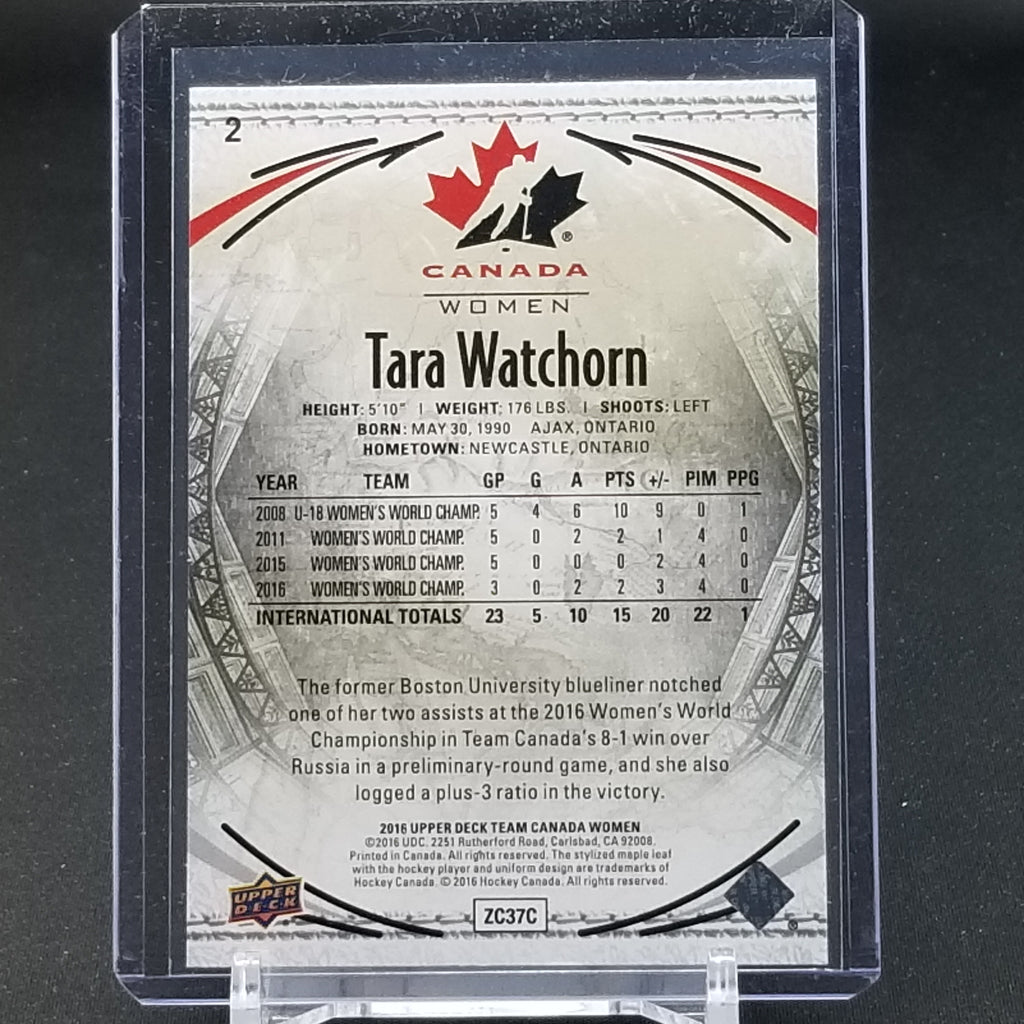 2
®
CANADA
WOMEN
Tara Watchorn
HEIGHT: 5'10" | WEIGHT: 176 LBS. | SHOOTS: LEFT
BORN: MAY 30, 1990 AJAX, ONTARIO
HOMETOWN: NEWCASTLE, ONTARIO
YEAR TEAM GP G A PTS +/- PIM PPG
2008 U-18 WOMEN'S WORLD CHAMP. 5 4 6 10 9 0 1
2011 WOMEN'S WORLD CHAMP. 5 0 2 2 1 4 0
2015 WOMEN'S WORLD CHAMP. 5 0 0 0 2 4 0
2016 WOMEN'S WORLD CHAMP. 3 0 2 2 3 4 0
INTERNATIONAL TOTALS 23 5 10 15 20 22 1
The former Boston University blueliner notched
one of her two assists at the 2016 Women's World
Championship in Team Canada's 8-1 win over
Russia in a preliminary-round game, and she also
logged a plus-3 ratio in the victory.
2016 UPPER DECK TEAM CANADA WOMEN
©2016 UDC. 2251 Rutherford Road, Carlsbad, CA 92008.
Printed in Canada. All rights reserved. The stylized maple leaf
with the hockey player and uniform design are trademarks of
Hockey Canada. © 2016 Hockey Canada. All rights reserved.
UPPER
DECK
ZC37C
®